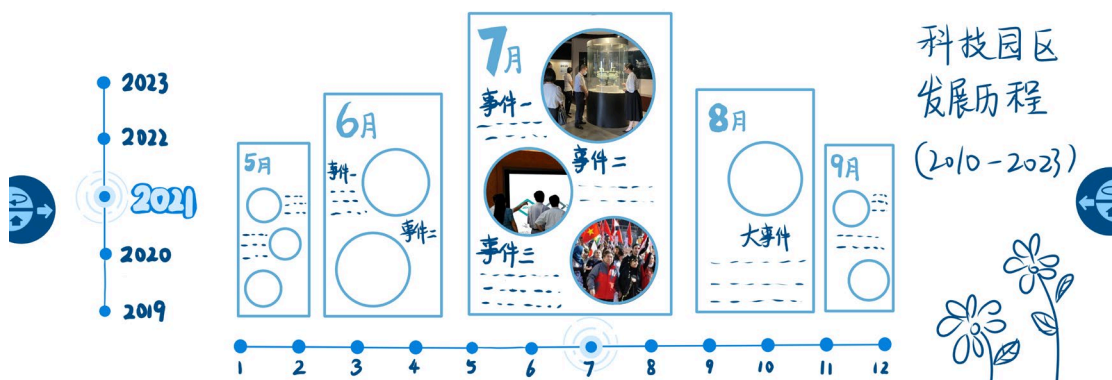 2023
2022
2021
2020
2019
5月
6月
事件一
事件二
7月
事件一
事件二
事件三
8月
大事件
9月
1 2 3 4 5 6 7 8 9 10 11 12
科技园区
发展历程
(2010-2023)